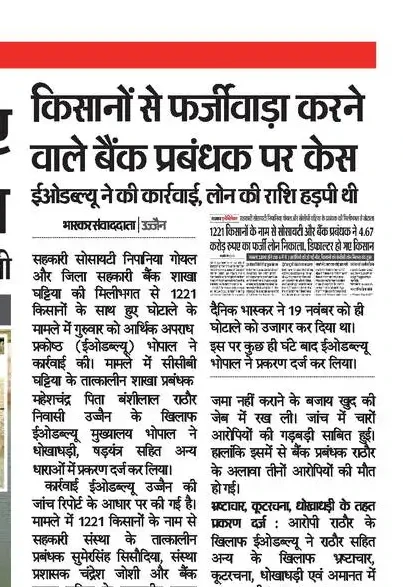 किसानों से फर्जीवाड़ा करने
वाले बैंक प्रबंधक पर केस
ईओडब्ल्यू ने की कार्रवाई, लोन की राशि हड़पी थी
भास्कर संवाददाता | उज्जैन
सहकारी सोसायटी निपानिया गोयल
और जिला सहकारी बैंक शाखा
घट्टिया की मिलीभगत से 1221
किसानों के साथ हुए घोटाले के
मामले में गुरुवार को आर्थिक अपराध
प्रकोष्ठ (ईओडब्ल्यू) भोपाल ने
कार्रवाई की। मामले में सीसीबी
घट्टिया के तात्कालीन शाखा प्रबंधक
महेशचंद्र पिता बंशीलाल राठौर
निवासी उज्जैन के खिलाफ
ईओडब्ल्यू मुख्यालय भोपाल ने
धोखाधड़ी, षड़यंत्र सहित अन्य
धाराओं में प्रकरण दर्ज कर लिया।
कार्रवाई ईओडब्ल्यू उज्जैन की
जांच रिपोर्ट के आधार पर की गई है।
मामले में 1221 किसानों के नाम से
सहकारी संस्था के तात्कालीन
प्रबंधक सुमेरसिंह सिसौदिया, संस्था
प्रशासक चंद्रेश जोशी और बैंक
1221 किसानों के नाम से सोसायटी और बैंक प्रबंधक ने 4.67
करोड़ रुपए का फर्जी लोन निकाला, डिफाल्टर हो गए किसान
दैनिक भास्कर ने 19 नवंबर को ही
घोटाले को उजागर कर दिया था।
इस पर कुछ ही घंटे बाद ईओडब्ल्यू
भोपाल ने प्रकरण दर्ज कर लिया।
जमा नहीं कराने के बजाय खुद की
जेब में रख ली। जांच में चारों
आरोपियों की गड़बड़ी साबित हुई।
हालांकि इसमें से बैंक प्रबंधक राठौर
के अलावा तीनों आरोपियों की मौत
हो गई।
भ्रष्टाचार, कूटरचना, धोखाधड़ी के तहत
प्रकरण दर्ज : आरोपी राठौर के
खिलाफ ईओडब्ल्यू ने राठौर सहित
अन्य के खिलाफ भ्रष्टाचार,
कूटरचना, धोखाधड़ी एवं अमानत में